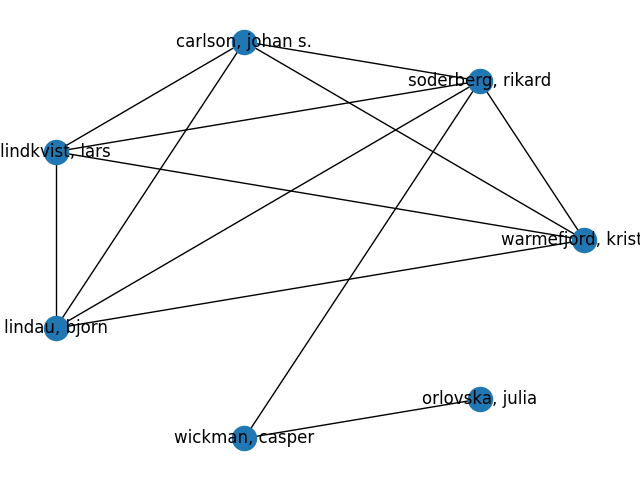 carlson, johan s.
soderberg, rikard
lindkvist, lars
warmefjord, krist
lindau, bjorn
orlovska, julia
wickman, casper